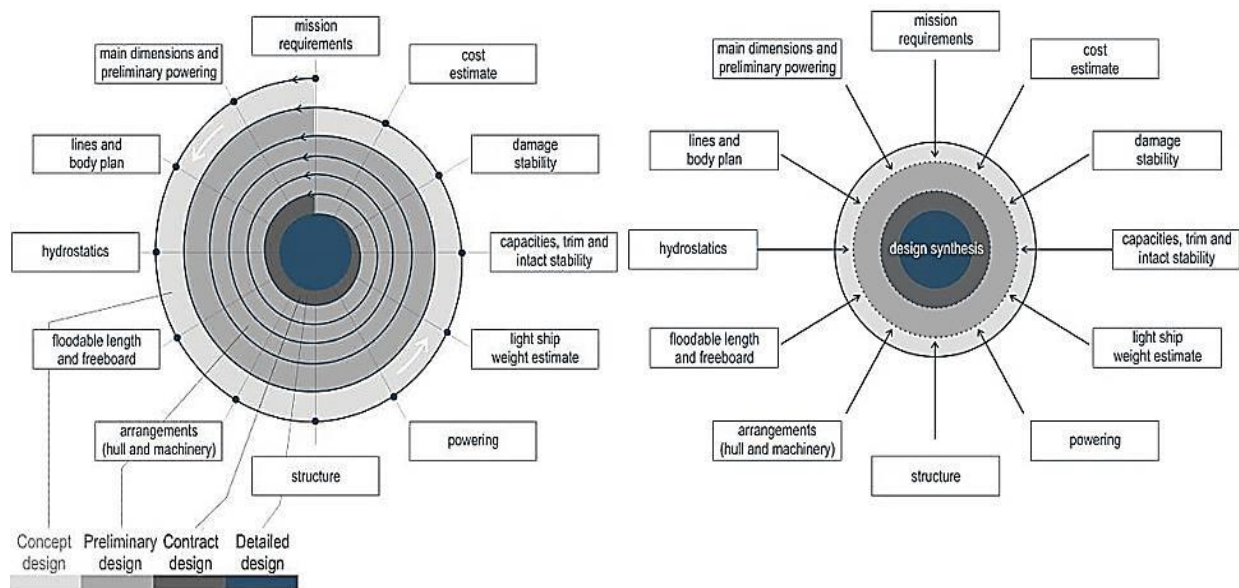 mission
requirements
main dimensions and
preliminary powering
cost
estimate
lines and
body plan
damage
stability
hydrostatics
capacities, trim and
intact stability
floodable length
and freeboard
light ship
weight estimate
arrangements
(hull and machinery)
powering
structure
Concept
design
Preliminary
design
Contract
design
Detailed
design
mission
requirements
main dimensions and
preliminary powering
cost
estimate
lines and
body plan
damage
stability
hydrostatics
design synthesis
capacities, trim and
intact stability
floodable length
and freeboard
light ship
weight estimate
arrangements
(hull and machinery)
powering
structure